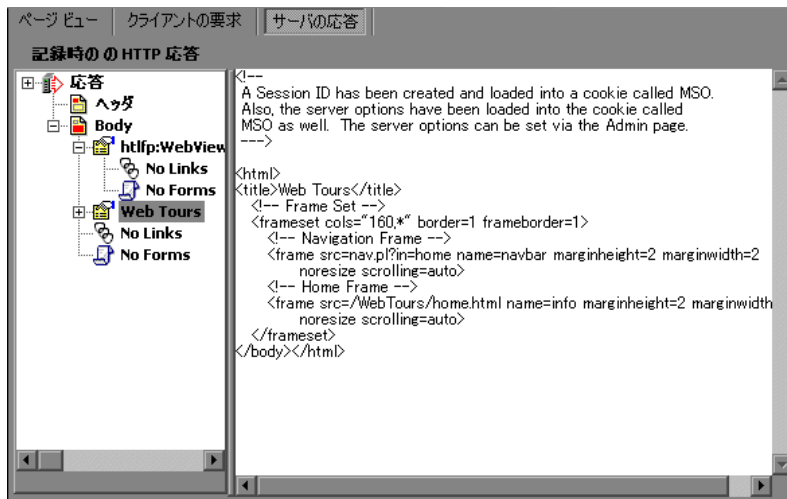 ページ ビュー クライアントの要求 サーバの応答
記録時の の HTTP 応答
応答
ヘッダ
Body
htlfp:WebView
No Links
No Forms
Web Tours
No Links
No Forms
<!--
A Session ID has been created and loaded into a cookie called MSO.
Also, the server options have been loaded into the cookie called
MSO as well. The server options can be set via the Admin page.
--->
<html>
<title>Web Tours</title>
<!-- Frame Set -->
<frameset cols="160,*" border=1 frameborder=1>
<!-- Navigation Frame -->
<frame src=nav.pl?in=home name=navbar marginheight=2 marginwidth=2
noresize scrolling=auto>
<!-- Home Frame -->
<frame src=/WebTours/home.html name=info marginheight=2 marginwidth
noresize scrolling=auto>
</frameset>
</body></html>